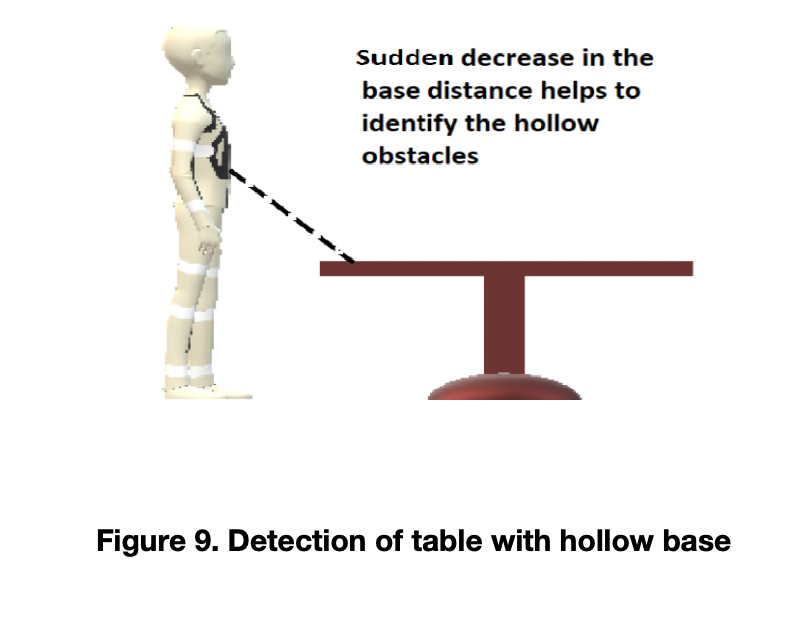 Sudden decrease in the
base distance helps to
identify the hollow
obstacles
Figure 9. Detection of table with hollow base